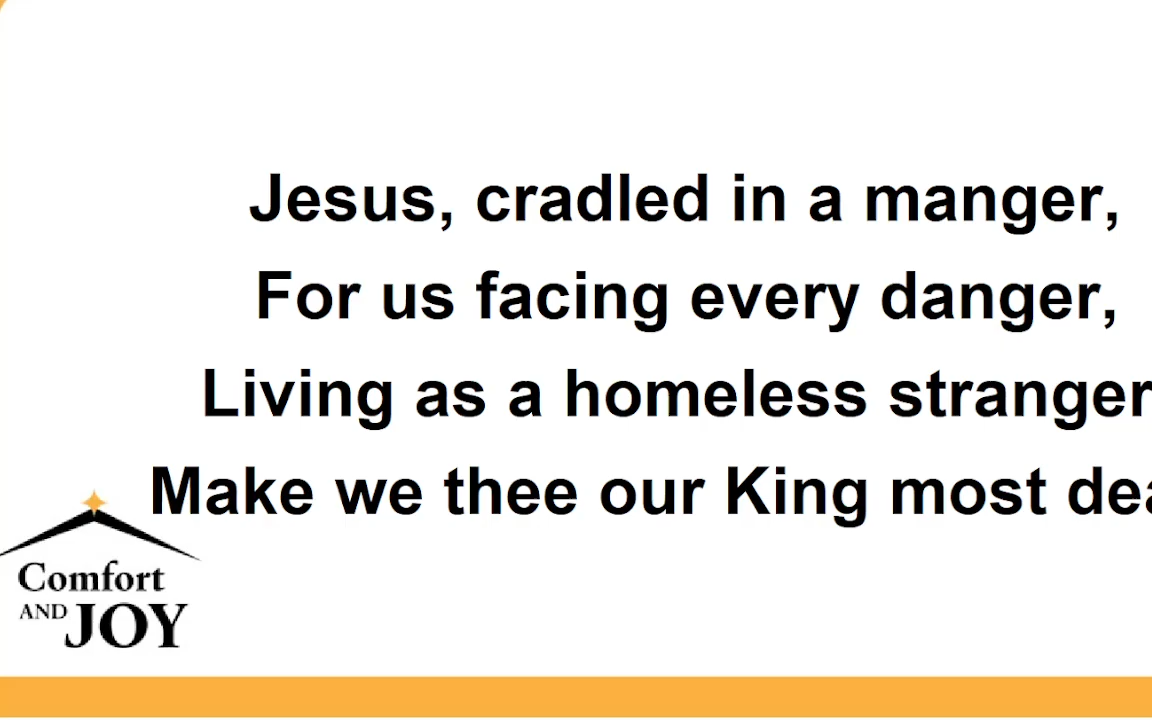 Jesus, cradled in a manger,
For us facing every danger,
Living as a homeless stranger
Make we thee our King most
Comfort
AND JOY